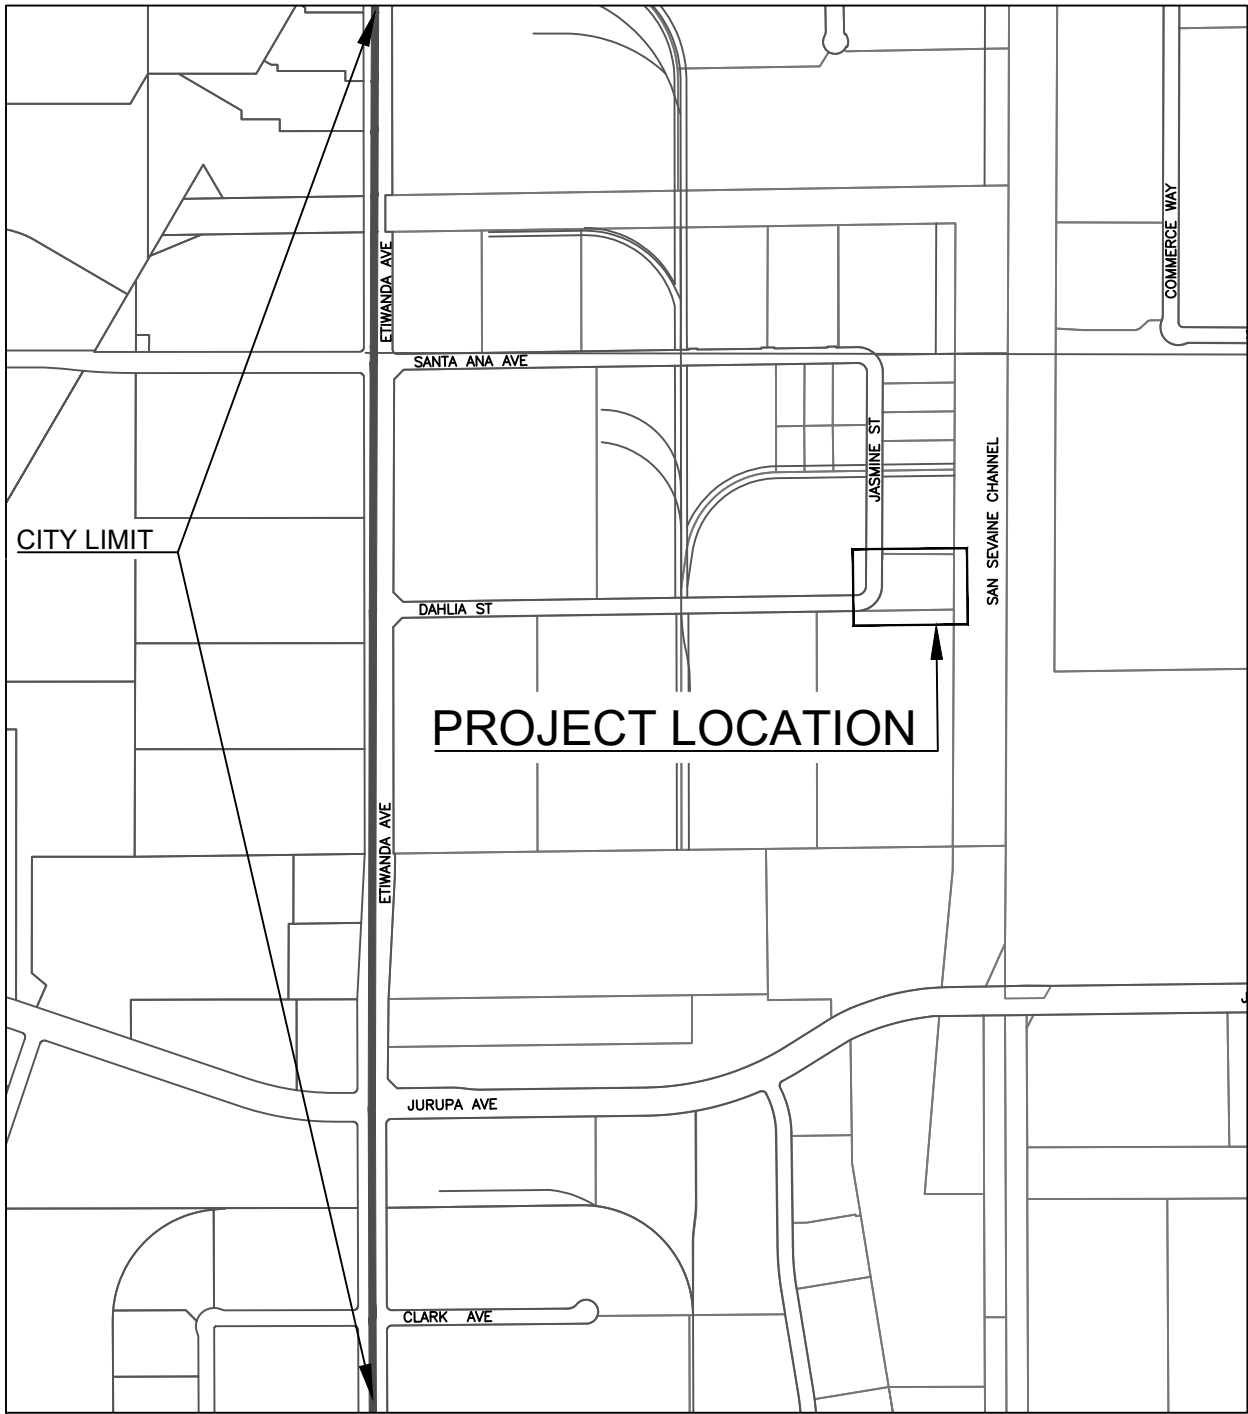 COMMERCE WAY
ETIWANDA AVE
SANTA ANA AVE
JASMINE ST
SAN SEVAINE CHANNEL
CITY LIMIT
DAHLIA ST
PROJECT LOCATION
ETIWANDA AVE
JURUPA AVE
CLARK AVE